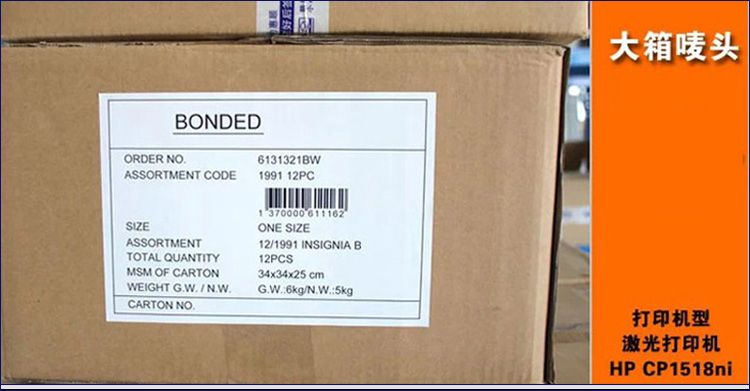 大箱唛头
BONDED
ORDER NO. 6131321BW
ASSORTMENT CODE 1991 12PC
1 370000 611162
SIZE ONE SIZE
ASSORTMENT 12/1991 INSIGNIA B
TOTAL QUANTITY 12PCS
MSM OF CARTON 34x34x25 cm
WEIGHT G.W. / N.W. G.W.:6kg/N.W.:5kg
CARTON NO.
打印机型
激光打印机
HP CP1518ni